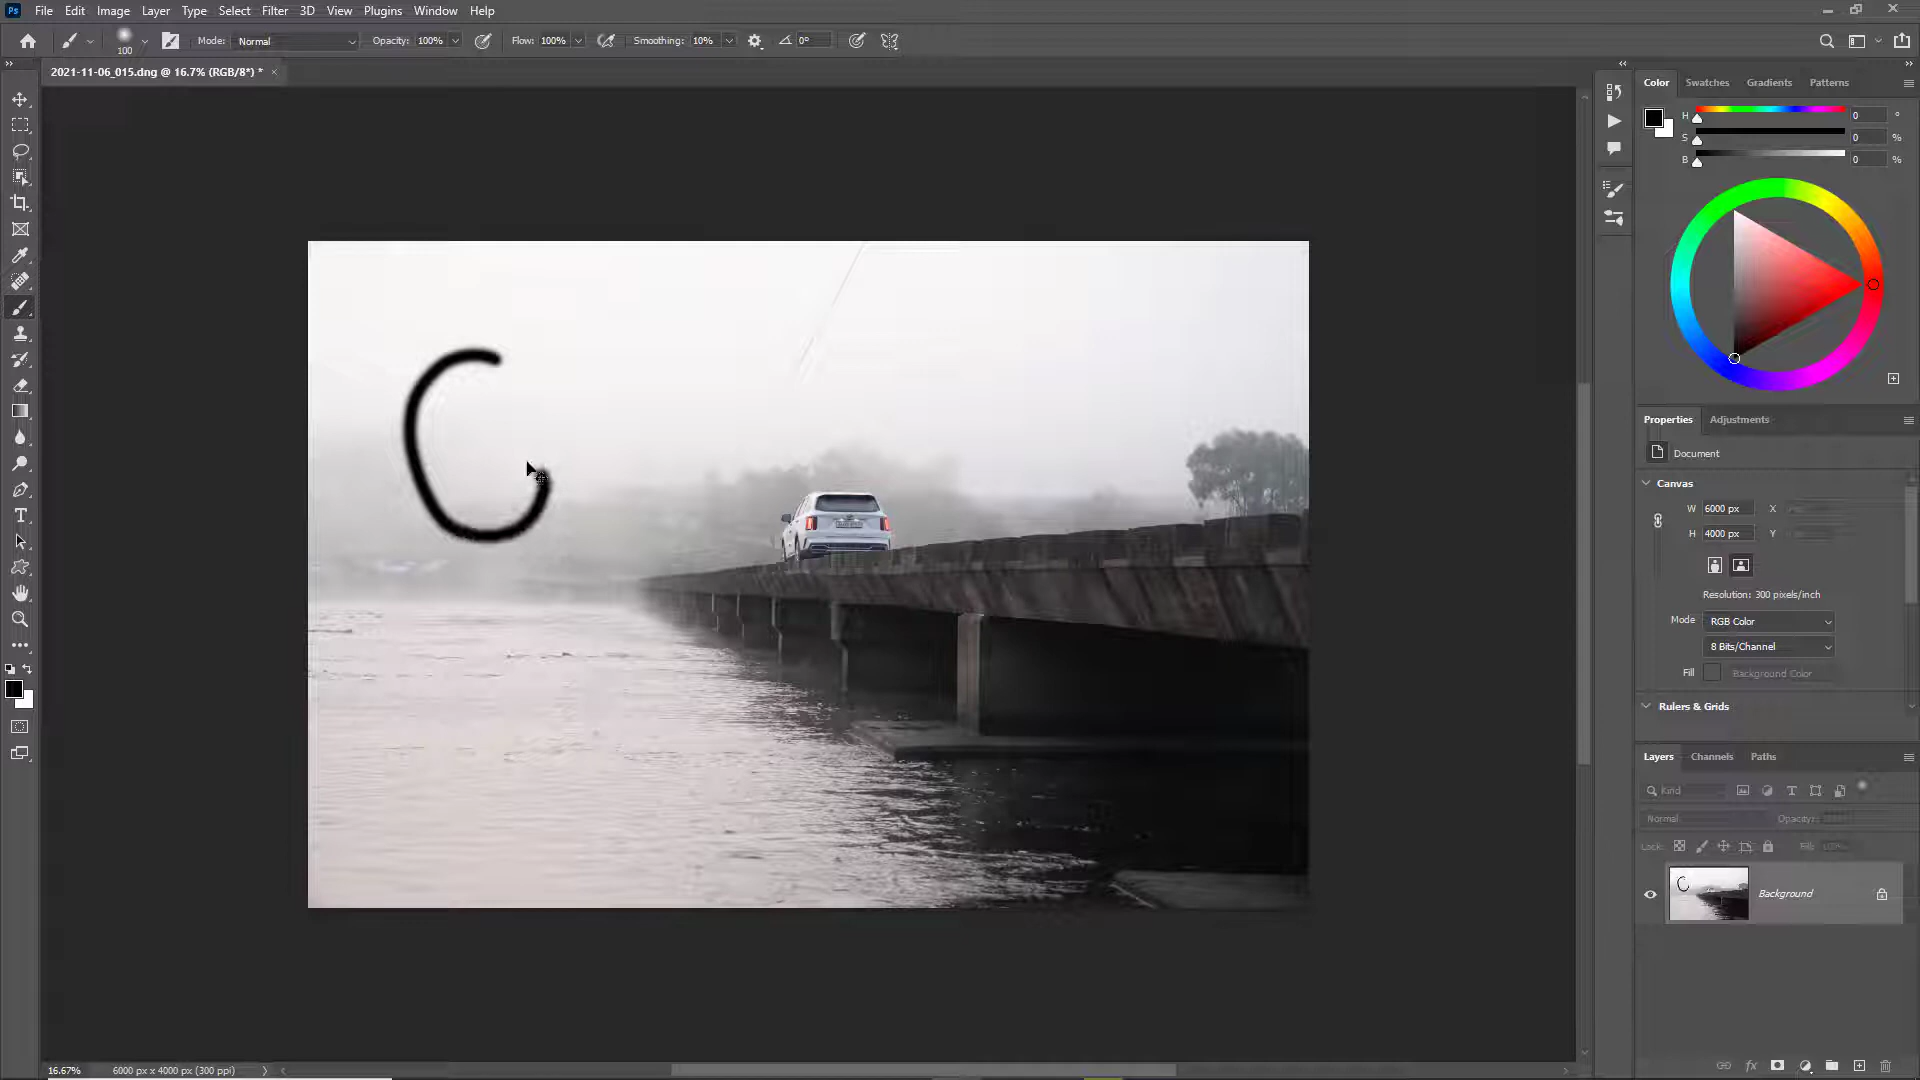 Ps File Edit Image Layer Type Select Filter 3D View Plugins Window Help
100 Mode: Normal Opacity: 100% Flow: 100% Smoothing: 10% 0°
2021-11-06_015.dng @ 16.7% (RGB/8*) * ×
Color Swatches Gradients Patterns
H 0 °
S 0 %
B 0 %
Properties Adjustments
Document
Canvas
W 6000 px X
H 4000 px Y
Resolution: 300 pixels/inch
Mode RGB Color
8 Bits/Channel
Fill Background Color
Rulers & Grids
Layers Channels Paths
Kind
Normal Opacity:
Lock: Fill: 100%
Background
16.67% 6000 px x 4000 px (300 ppi)